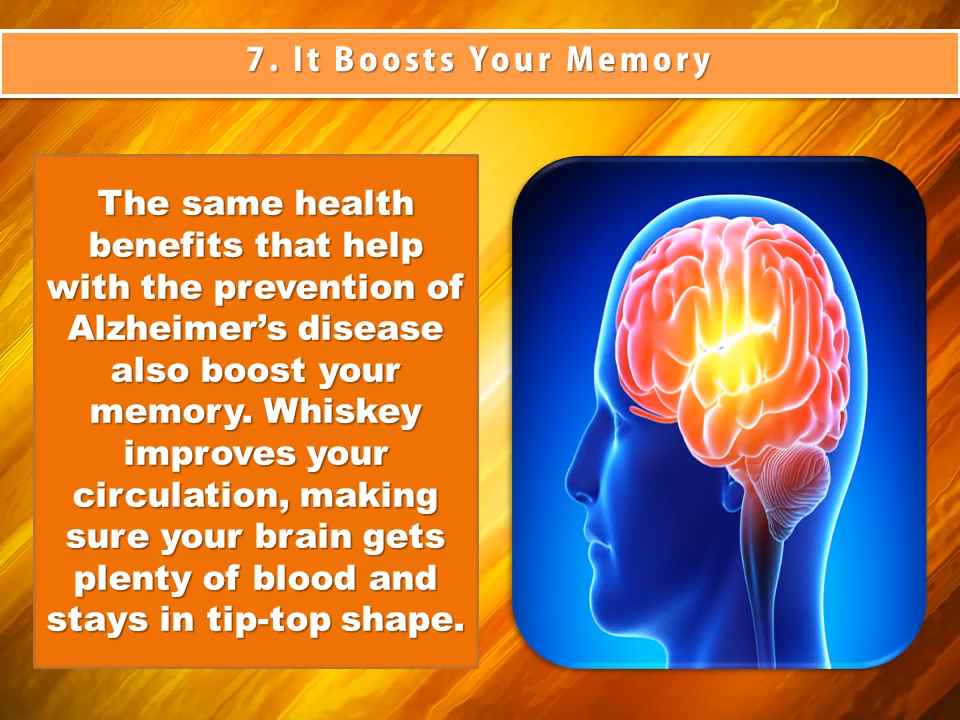 7. It Boosts Your Memory
The same health
benefits that help
with the prevention of
Alzheimer’s disease
also boost your
memory. Whiskey
improves your
circulation, making
sure your brain gets
plenty of blood and
stays in tip-top shape.